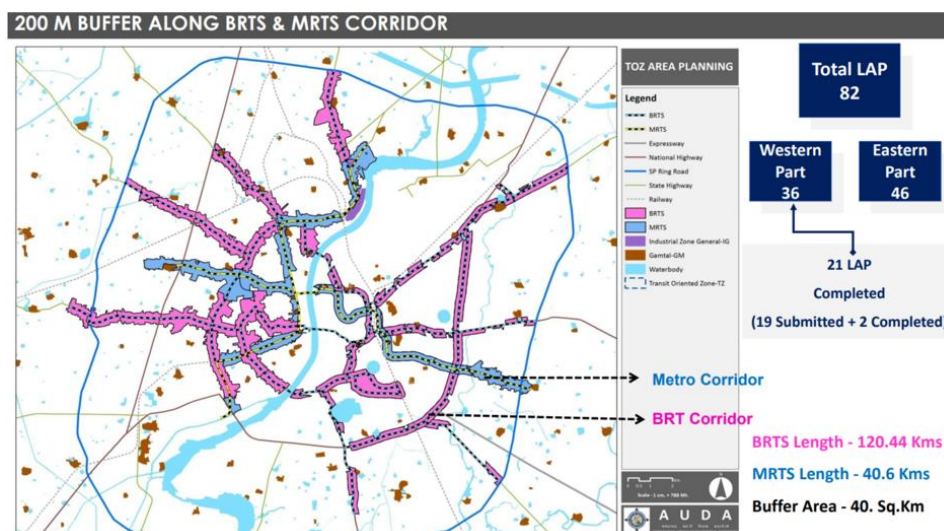 200 M BUFFER ALONG BRTS & MRTS CORRIDOR
TOZ AREA PLANNING
Legend
BRTS
MRTS
Expressway
National Highway
SP Ring Road
State Highway
Railway
BRTS
MRTS
Industrial Zone General-IG
Gamtal-GM
Waterbody
Transit Oriented Zone-TZ
AUDA
Total LAP
82
Western
Part
36
Eastern
Part
46
21 LAP
Completed
(19 Submitted + 2 Completed)
Metro Corridor
BRT Corridor
BRTS Length - 120.44 Kms
MRTS Length - 40.6 Kms
Buffer Area - 40. Sq.Km